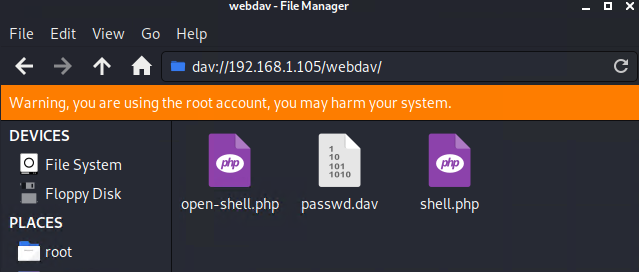 webdav - File Manager
File Edit View Go Help
dav://192.168.1.105/webdav/
Warning, you are using the root account, you may harm your system.
DEVICES
File System
Floppy Disk
PLACES
root
php
1
10
101
1010
php
open-shell.php passwd.dav shell.php